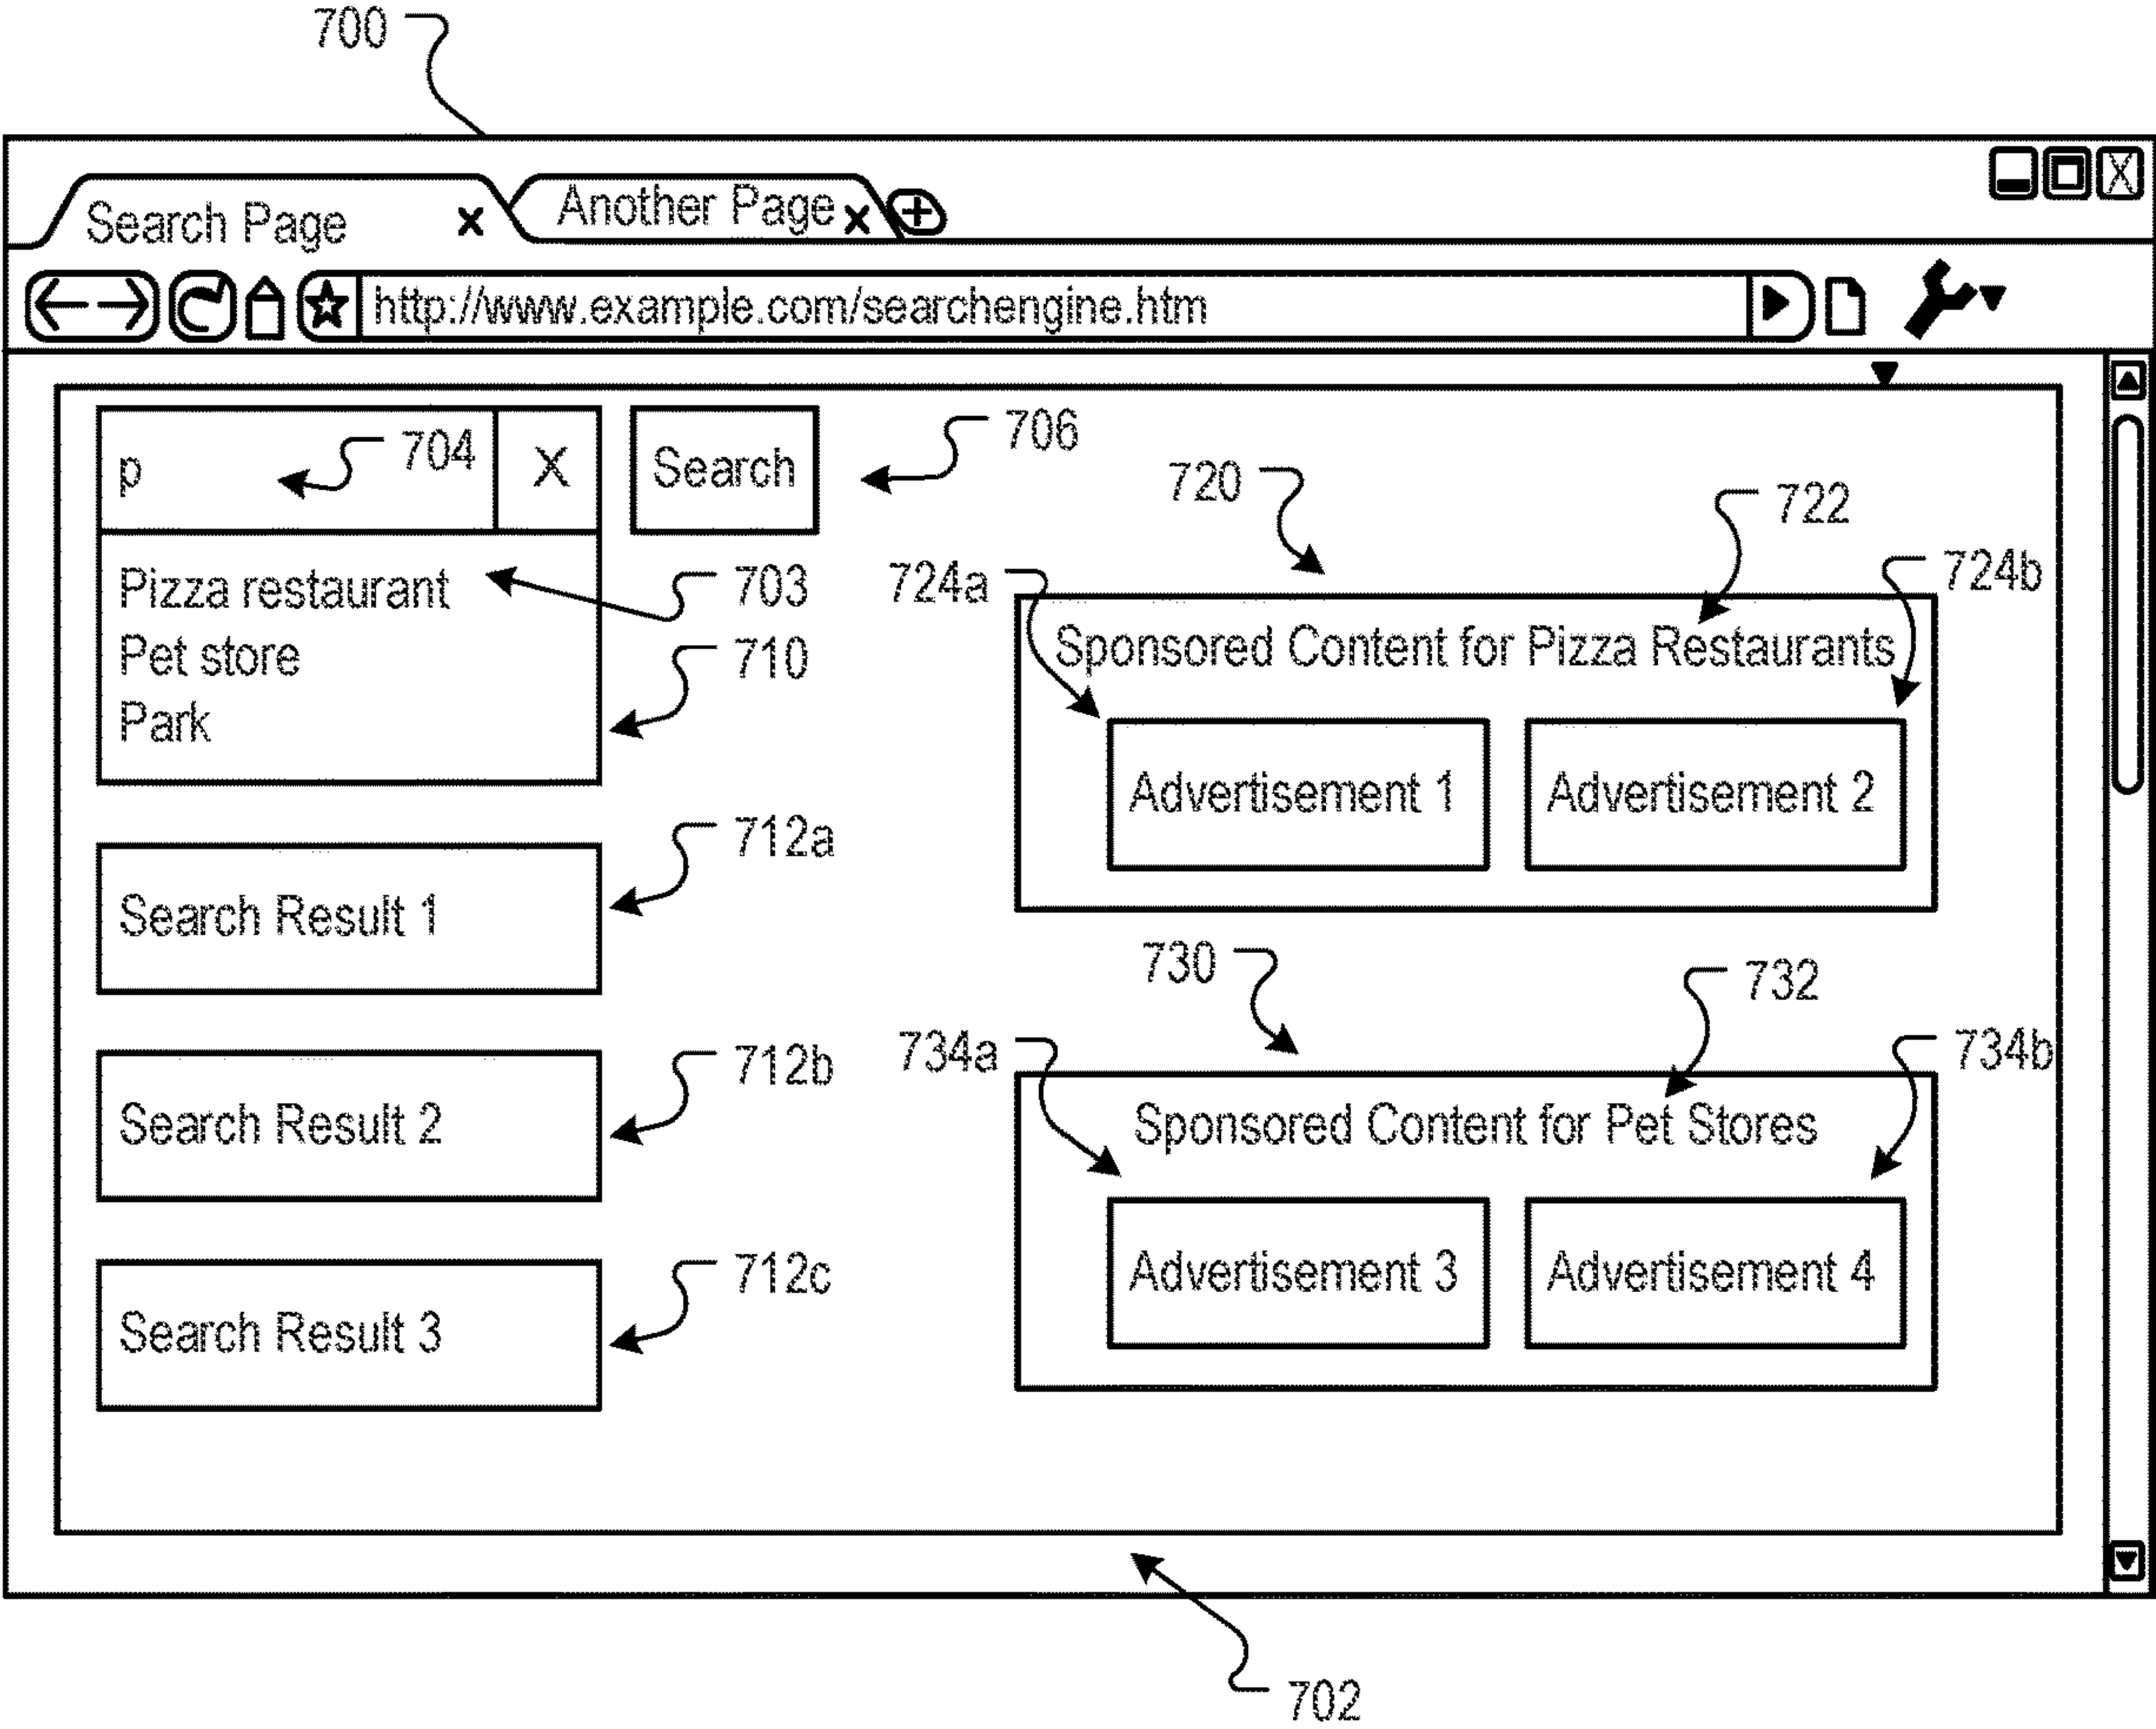 700
Search Page x Another Page x
X
http://www.example.com/searchengine.htm
p 704 X Search 706
Pizza restaurant 703
Pet store 710
Park
Search Result 1 712a
Search Result 2 712b
Search Result 3 712c
720
722
724a
724b
Sponsored Content for Pizza Restaurants
Advertisement 1 Advertisement 2
730
732
734a
734b
Sponsored Content for Pet Stores
Advertisement 3 Advertisement 4
702